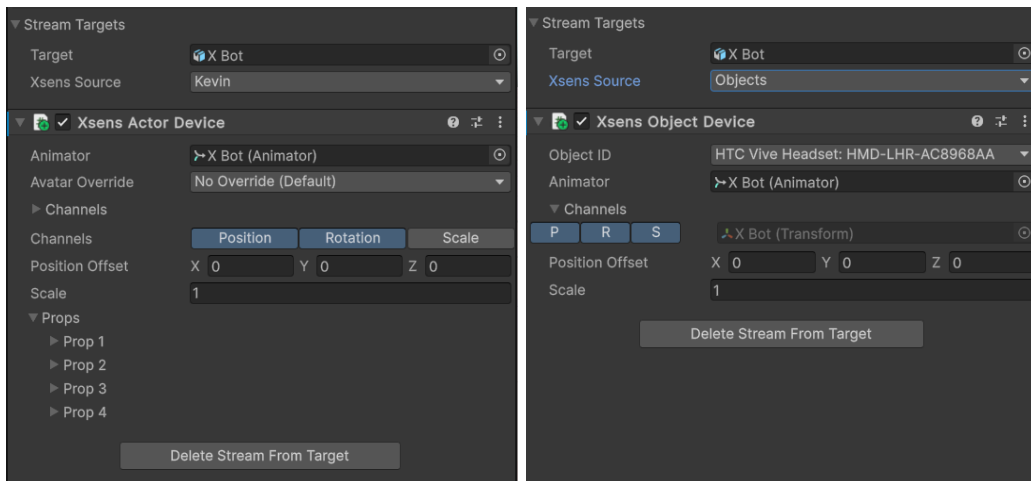 Stream Targets
Target X Bot
Xsens Source Kevin
Xsens Actor Device
Animator X Bot (Animator)
Avatar Override No Override (Default)
Channels
Channels Position Rotation Scale
Position Offset X 0 Y 0 Z 0
Scale 1
Props
Prop 1
Prop 2
Prop 3
Prop 4
Delete Stream From Target
Stream Targets
Target X Bot
Xsens Source Objects
Xsens Object Device
Object ID HTC Vive Headset: HMD-LHR-AC8968AA
Animator X Bot (Animator)
Channels
P R S X Bot (Transform)
Position Offset X 0 Y 0 Z 0
Scale 1
Delete Stream From Target